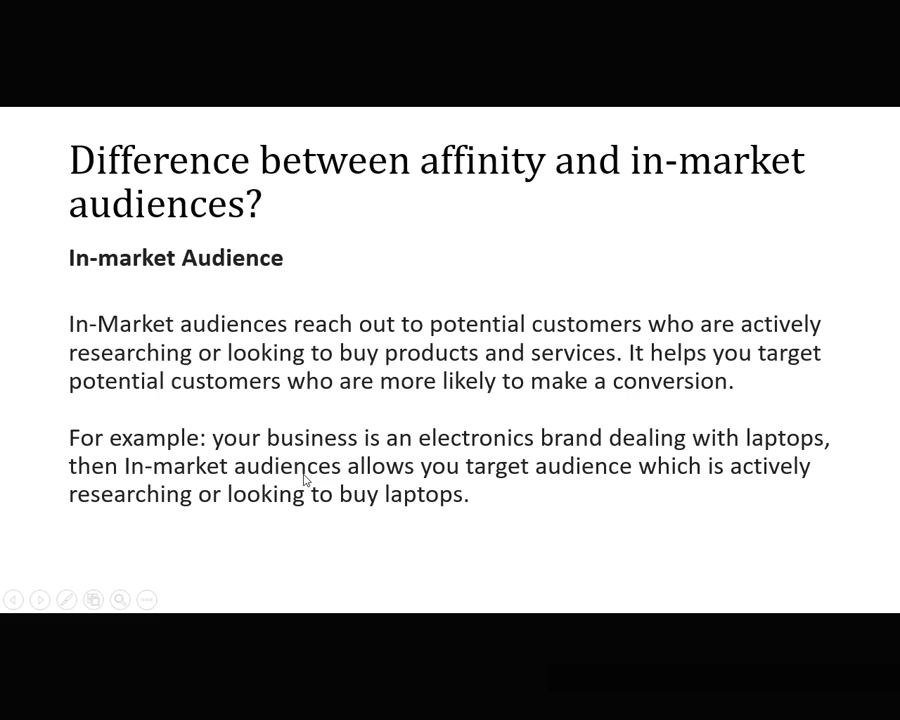 Difference between affinity and in-market
audiences?
In-market Audience
In-Market audiences reach out to potential customers who are actively
researching or looking to buy products and services. It helps you target
potential customers who are more likely to make a conversion.
For example: your business is an electronics brand dealing with laptops,
then In-market audiences allows you target audience which is actively
researching or looking to buy laptops.